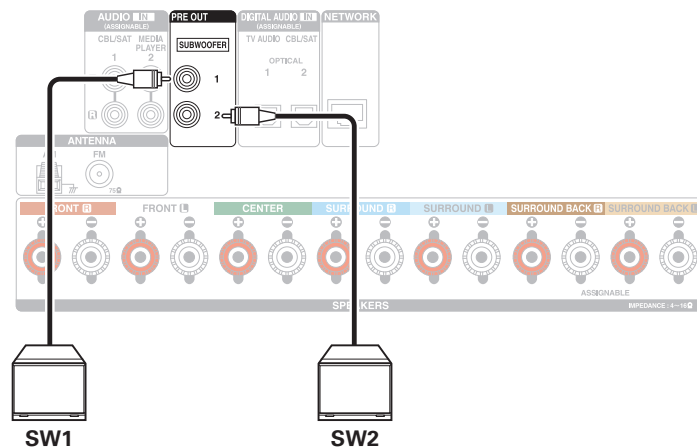 AUDIO IN
(ASSIGNABLE)
CBL/SAT MEDIA PLAYER
1 2
R
PRE OUT
SUBWOOFER
1
2
DIGITAL AUDIO IN
(ASSIGNABLE)
TV AUDIO CBL/SAT
OPTICAL
1 2
NETWORK
ANTENNA
FM
75Ω
FRONT L CENTER SURROUND R SURROUND L SURROUND BACK R SURROUND BACK
ASSIGNABLE
SPEAKERS
IMPEDANCE : 4~16Ω
SW1 SW2